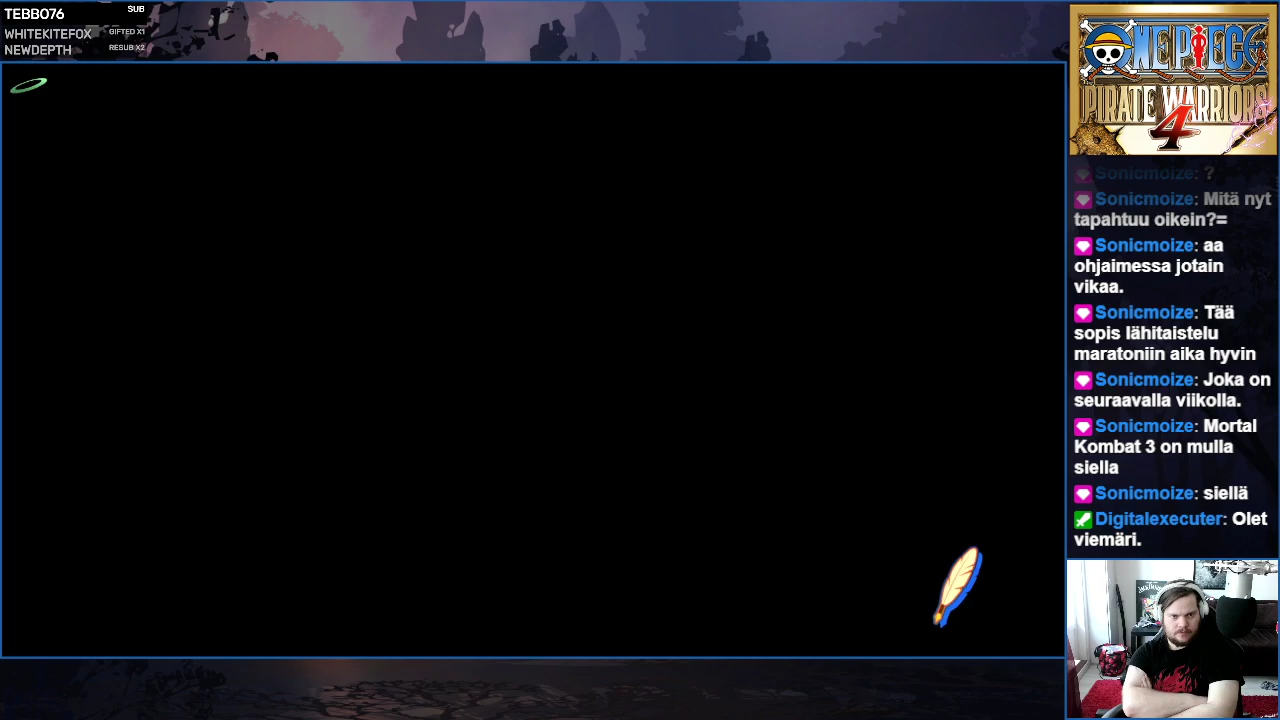 TEBBO76 SUB
WHITEKITEFOX GIFTED X1
NEWDEPTH RESUB X2
ONE PIECE
PIRATE WARRIORS
4
Sonicmoize: ?
Sonicmoize: Mitä nyt
tapahtuu oikein?=
Sonicmoize: aa
ohjaimessa jotain
vikaa.
Sonicmoize: Tää
sopis lähitaistelu
maratoniin aika hyvin
Sonicmoize: Joka on
seuraavalla viikolla.
Sonicmoize: Mortal
Kombat 3 on mulla
siella
Sonicmoize: siellä
Digitalexecuter: Olet
viemäri.